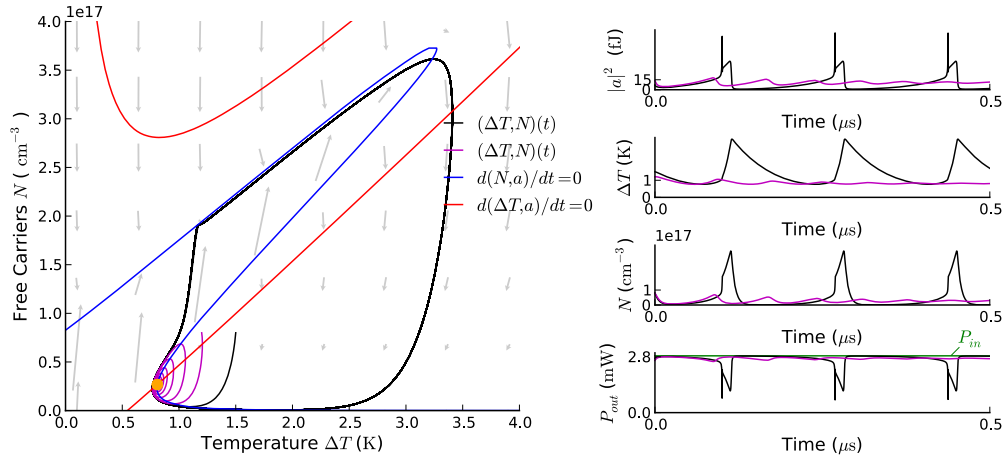 1e17
4.0
3.5
3.0
2.5
2.0
1.5
1.0
0.5
0.0
Free Carriers N (cm⁻³)
0.0 0.5 1.0 1.5 2.0 2.5 3.0 3.5 4.0
Temperature ΔT (K)
(ΔT,N)(t)
(ΔT,N)(t)
d(N,a)/dt=0
d(ΔT,a)/dt=0
|a|² (fJ)
15
0
0.0 0.5
Time (μs)
ΔT (K)
1
0
0.0 0.5
Time (μs)
1e17
N (cm⁻³)
1
0
0.0 0.5
Time (μs)
P_in
P_out (mW)
2.8
0.0
0.0 0.5
Time (μs)